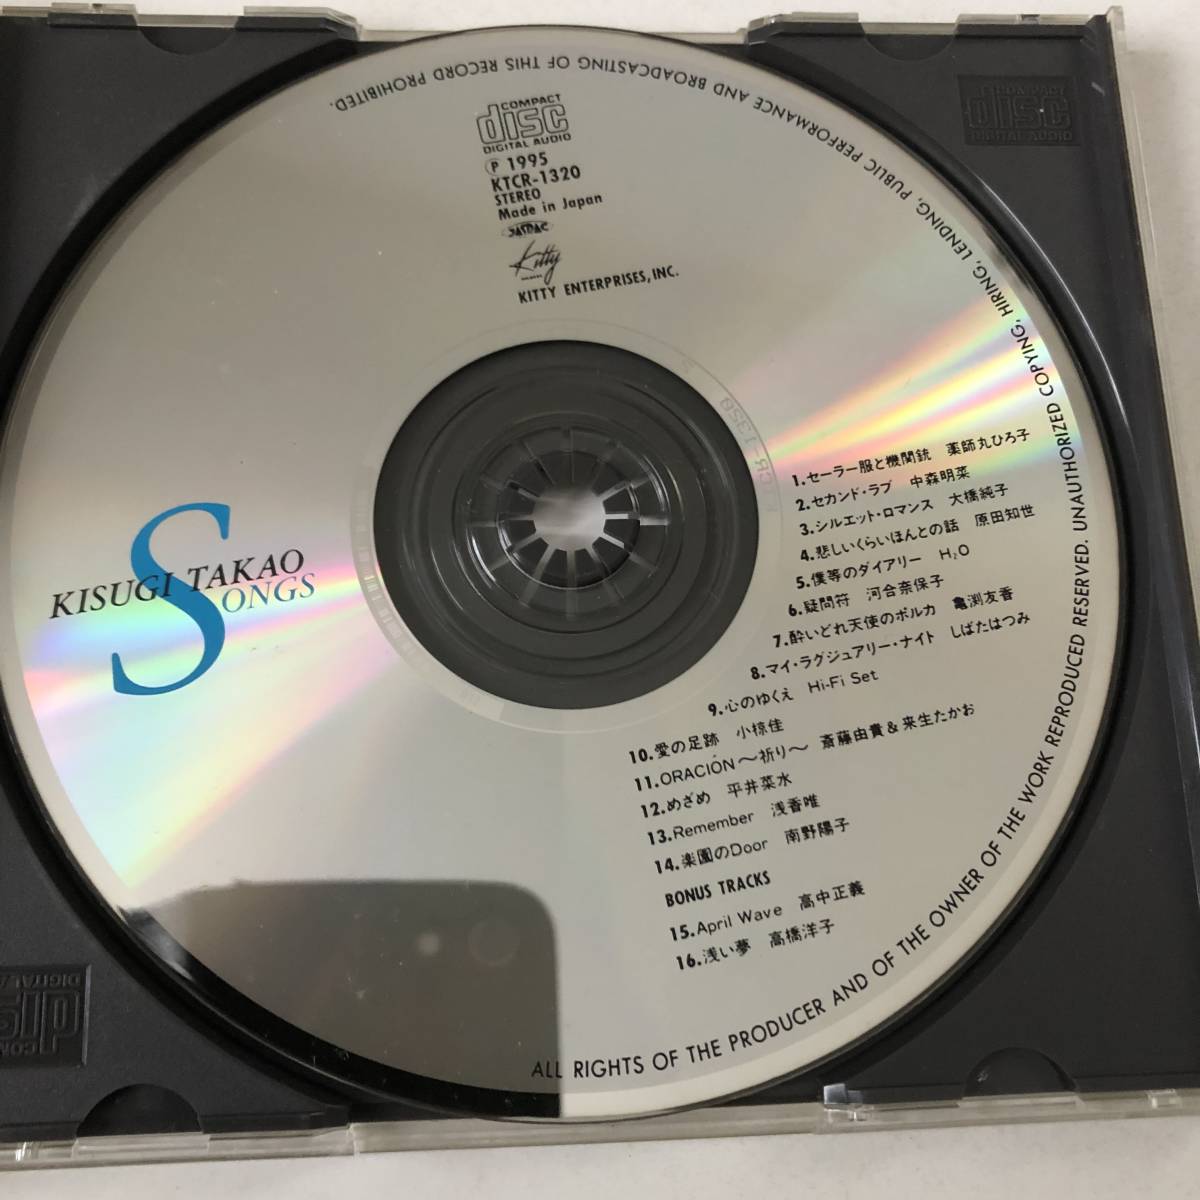 COMPACT
disc
DIGITAL AUDIO
Ⓟ 1995
KTCR-1320
STEREO
Made in Japan
JASRAC
Kitty
KITTY ENTERPRISES, INC.
KISUGI TAKAO
SONGS
1.セーラー服と機関銃 薬師丸ひろ子
2.セカンド・ラブ 中森明菜
3.シルエット・ロマンス 大橋純子
4.悲しいくらいほんとの話 原田知世
5.僕等のダイアリー H₂O
6.疑問符 河合奈保子
7.酔いどれ天使のポルカ 亀渕友香
8.マイ・ラグジュアリー・ナイト しばたはつみ
9.心のゆくえ Hi-Fi Set
10.愛の足跡 小椋佳
11.ORACIÓN〜祈り〜 斎藤由貴&来生たかお
12.めざめ 平井菜水
13.Remember 浅香唯
14.楽園のDoor 南野陽子
BONUS TRACKS
15.April Wave 高中正義
16.浅い夢 高橋洋子
ALL RIGHTS OF THE PRODUCER AND OF THE OWNER OF THE WORK REPRODUCED RESERVED. UNAUTHORIZED COPYING, HIRING, LENDING, PUBLIC PERFORMANCE AND BROADCASTING OF THIS RECORD PROHIBITED.
COMPACT
disc
DIGITAL AUDIO